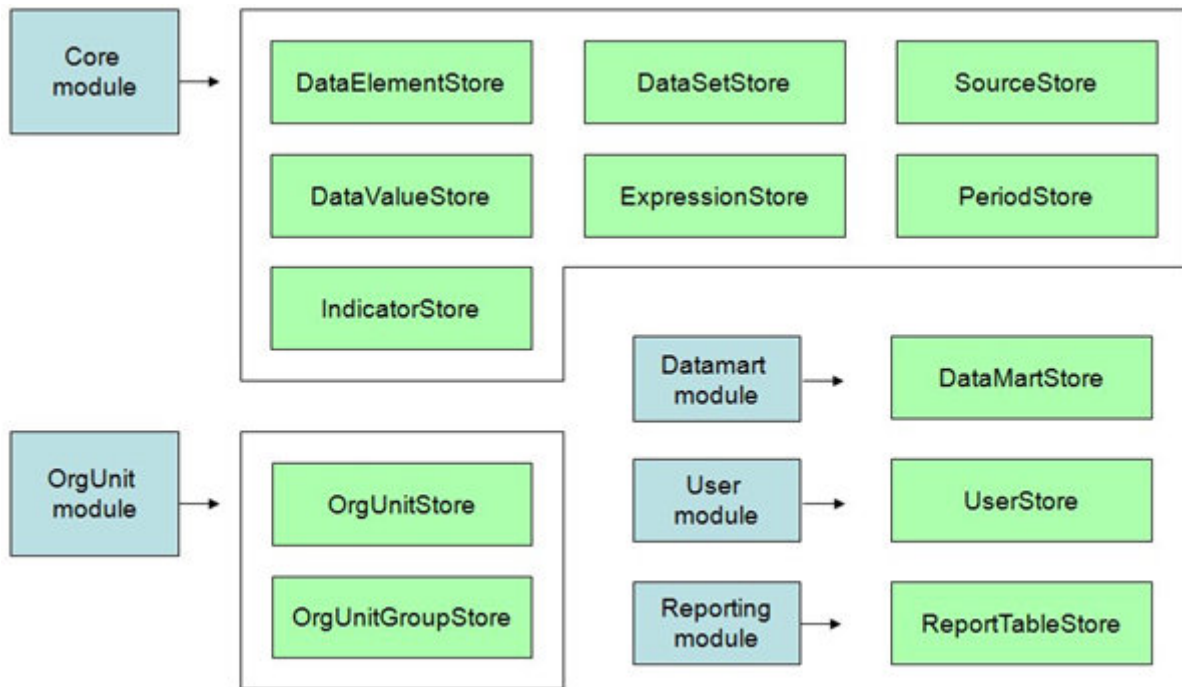 Core
module
DataElementStore
DataSetStore
SourceStore
DataValueStore
ExpressionStore
PeriodStore
IndicatorStore
Datamart
module
DataMartStore
OrgUnit
module
OrgUnitStore
User
module
UserStore
OrgUnitGroupStore
Reporting
module
ReportTableStore